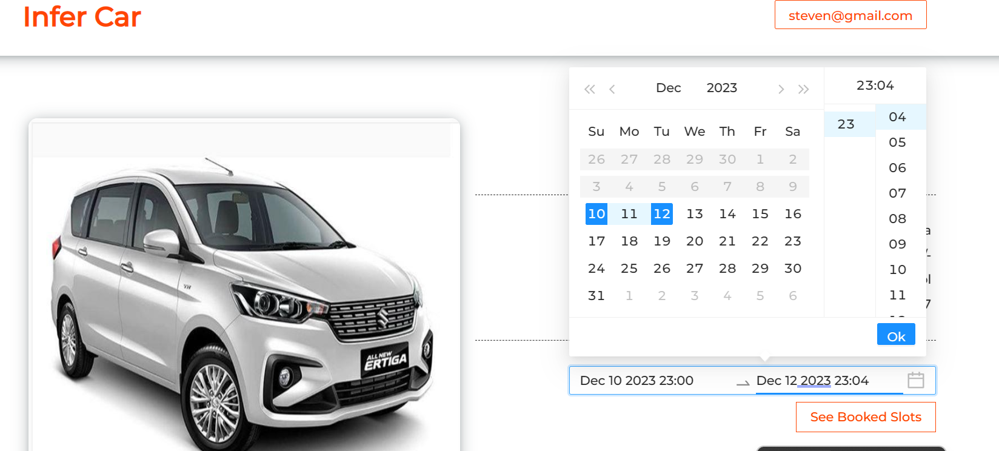 Infer Car
steven@gmail.com
Dec 2023
23:04
Su Mo Tu We Th Fr Sa
26 27 28 29 30 1 2
3 4 5 6 7 8 9
10 11 12 13 14 15 16
17 18 19 20 21 22 23
24 25 26 27 28 29 30
31 1 2 3 4 5 6
23
04
05
06
07
08
09
10
11
Ok
ALL NEW
ERTIGA
Dec 10 2023 23:00
Dec 12 2023 23:04
See Booked Slots